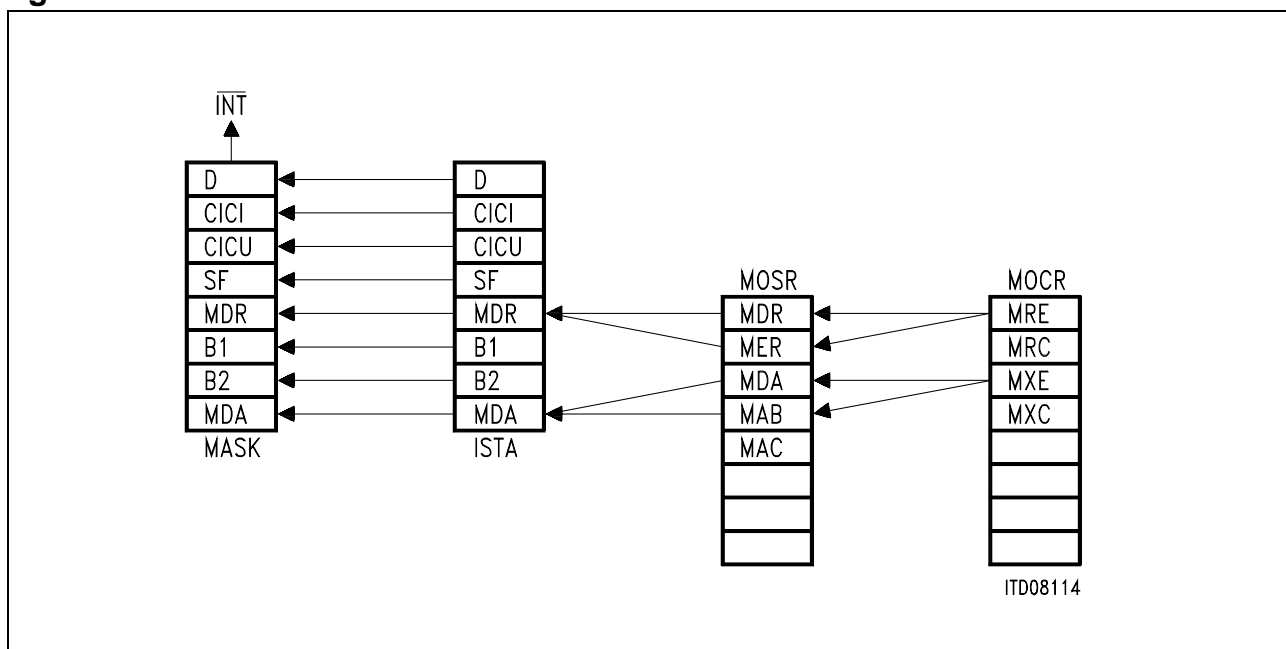 INT
D D
CICI CICI
CICU CICU
SF SF MOSR MOCR
MDR MDR MDR MRE
B1 B1 MER MRC
B2 B2 MDA MXE
MDA MDA MAB MXC
MASK ISTA MAC
ITD08114